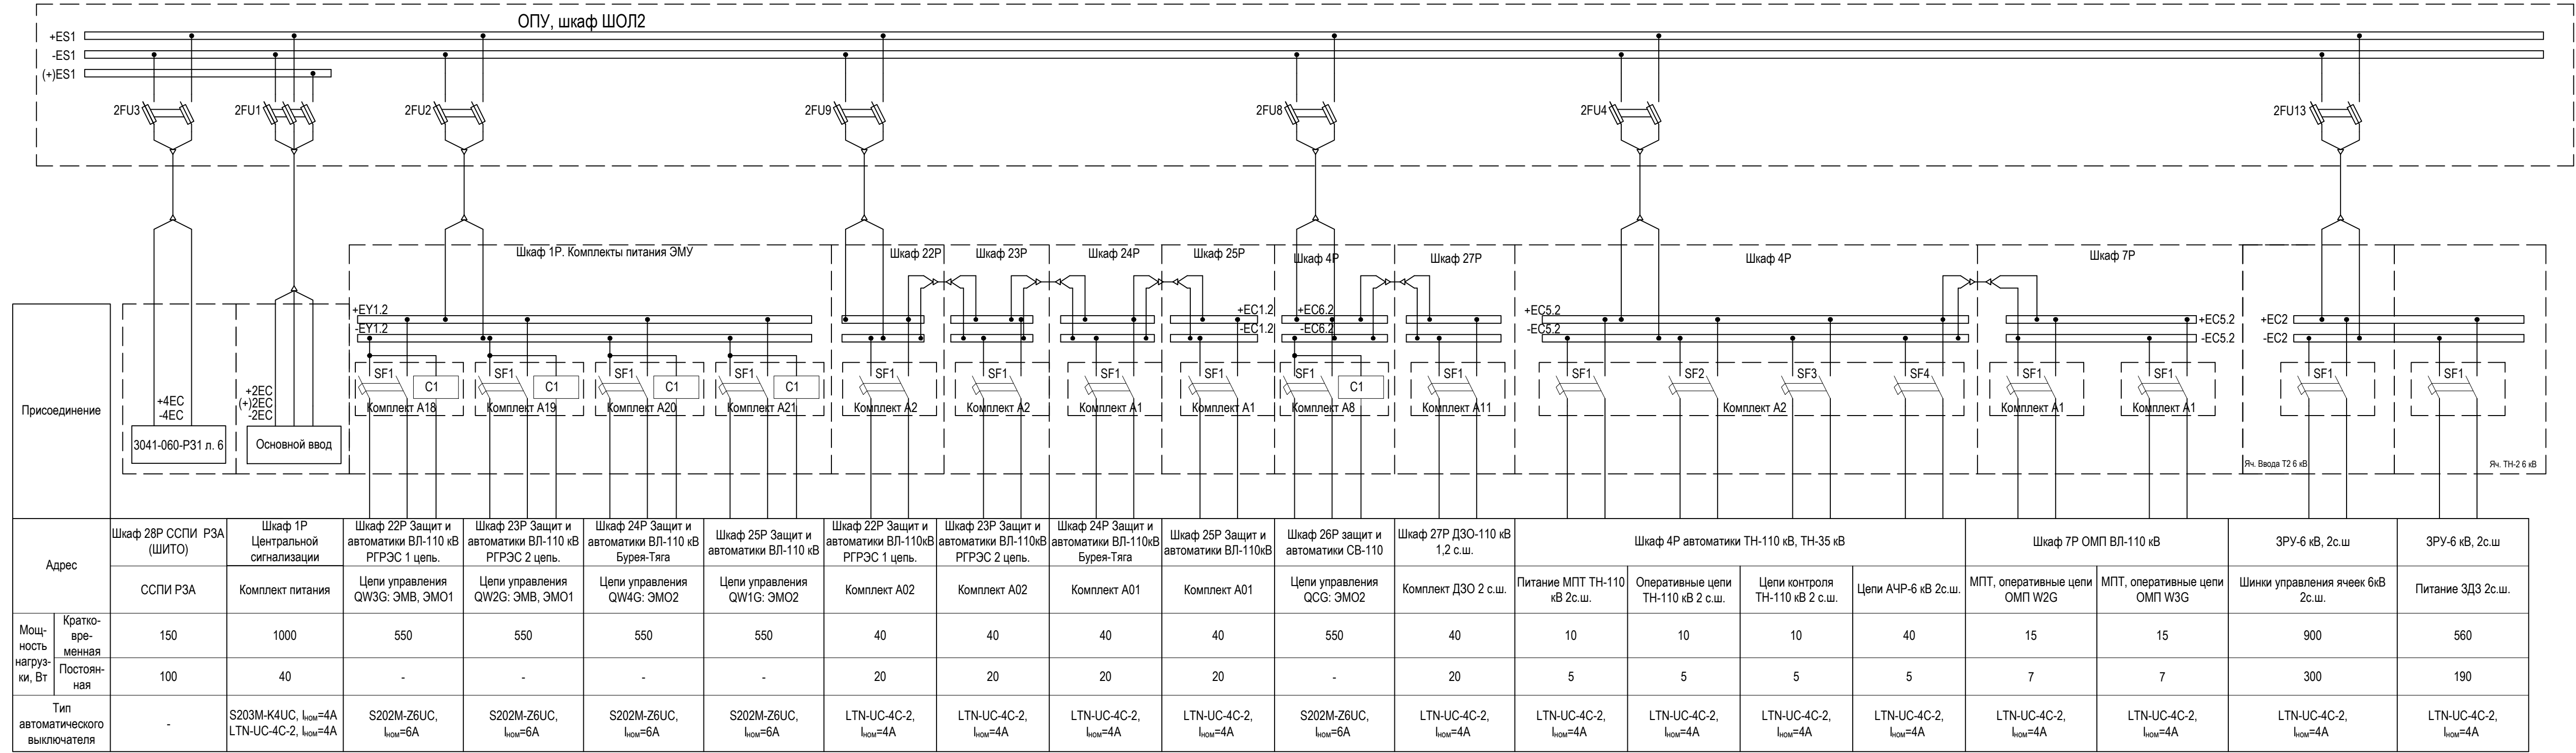 ОПУ, шкаф ШОЛ2
+ES1
-ES1
(+)ES1
2FU3
2FU1
2FU2
2FU9
2FU8
2FU4
2FU13
Шкаф 1Р. Комплекты питания ЭМУ
Шкаф 22Р
Шкаф 23Р
Шкаф 24Р
Шкаф 25Р
Шкаф 4Р
Шкаф 27Р
Шкаф 4Р
Шкаф 7Р
+EY1.2
-EY1.2
+EC1.2
-EC1.2
+EC6.2
-EC6.2
+EC5.2
-EC5.2
+EC5.2
-EC5.2
+EC2
-EC2
Присоединение
+4EC
-4EC
3041-060-РЗ1 л. 6
+2EC
(+)2EC
-2EC
Основной ввод
SF1
C1
Комплект А18
SF1
C1
Комплект А19
SF1
C1
Комплект А20
SF1
C1
Комплект А21
SF1
Комплект А2
SF1
Комплект А2
SF1
Комплект А1
SF1
Комплект А1
SF1
C1
Комплект А8
SF1
Комплект А11
SF1
SF2
SF3
SF4
Комплект А2
SF1
Комплект А1
SF1
Комплект А1
SF1
Яч. Ввода Т2 6 кВ
SF1
Яч. ТН-2 6 кВ
Адрес
Шкаф 28Р ССПИ РЗА
(ШИТО)
Шкаф 1Р
Центральной
сигнализации
Шкаф 22Р Защит и
автоматики ВЛ-110 кВ
РГРЭС 1 цепь.
Шкаф 23Р Защит и
автоматики ВЛ-110 кВ
РГРЭС 2 цепь.
Шкаф 24Р Защит и
автоматики ВЛ-110 кВ
Бурея-Тяга
Шкаф 25Р Защит и
автоматики ВЛ-110 кВ
Шкаф 22Р Защит и
автоматики ВЛ-110кВ
РГРЭС 1 цепь.
Шкаф 23Р Защит и
автоматики ВЛ-110кВ
РГРЭС 2 цепь.
Шкаф 24Р Защит и
автоматики ВЛ-110кВ
Бурея-Тяга
Шкаф 25Р Защит и
автоматики ВЛ-110кВ
Шкаф 26Р защит и
автоматики СВ-110
Шкаф 27Р ДЗО-110 кВ
1,2 с.ш.
Шкаф 4Р автоматики ТН-110 кВ, ТН-35 кВ
Шкаф 7Р ОМП ВЛ-110 кВ
ЗРУ-6 кВ, 2с.ш
ЗРУ-6 кВ, 2с.ш
ССПИ РЗА
Комплект питания
Цепи управления
QW3G: ЭМВ, ЭМО1
Цепи управления
QW2G: ЭМВ, ЭМО1
Цепи управления
QW4G: ЭМО2
Цепи управления
QW1G: ЭМО2
Комплект А02
Комплект А02
Комплект А01
Комплект А01
Цепи управления
QCG: ЭМО2
Комплект ДЗО 2 с.ш.
Питание МПТ ТН-110
кВ 2с.ш.
Оперативные цепи
ТН-110 кВ 2 с.ш.
Цепи контроля
ТН-110 кВ 2 с.ш.
Цепи АЧР-6 кВ 2с.ш.
МПТ, оперативные цепи
ОМП W2G
МПТ, оперативные цепи
ОМП W3G
Шинки управления ячеек 6кВ
2с.ш.
Питание ЗДЗ 2с.ш.
Мощ-
ность
нагруз-
ки, Вт
Кратко-
вре-
менная
150
1000
550
550
550
550
40
40
40
40
550
40
10
10
10
40
15
15
900
560
Постоян-
ная
100
40
-
-
-
-
20
20
20
20
-
20
5
5
5
5
7
7
300
190
Тип
автоматического
выключателя
-
S203M-K4UC, Iном=4А
LTN-UC-4C-2, Iном=4А
S202M-Z6UC,
Iном=6А
S202M-Z6UC,
Iном=6А
S202M-Z6UC,
Iном=6А
S202M-Z6UC,
Iном=6А
LTN-UC-4C-2,
Iном=4А
LTN-UC-4C-2,
Iном=4А
LTN-UC-4C-2,
Iном=4А
LTN-UC-4C-2,
Iном=4А
S202M-Z6UC,
Iном=6А
LTN-UC-4C-2,
Iном=4А
LTN-UC-4C-2,
Iном=4А
LTN-UC-4C-2,
Iном=4А
LTN-UC-4C-2,
Iном=4А
LTN-UC-4C-2,
Iном=4А
LTN-UC-4C-2,
Iном=4А
LTN-UC-4C-2,
Iном=4А
LTN-UC-4C-2,
Iном=4А
LTN-UC-4C-2,
Iном=4А